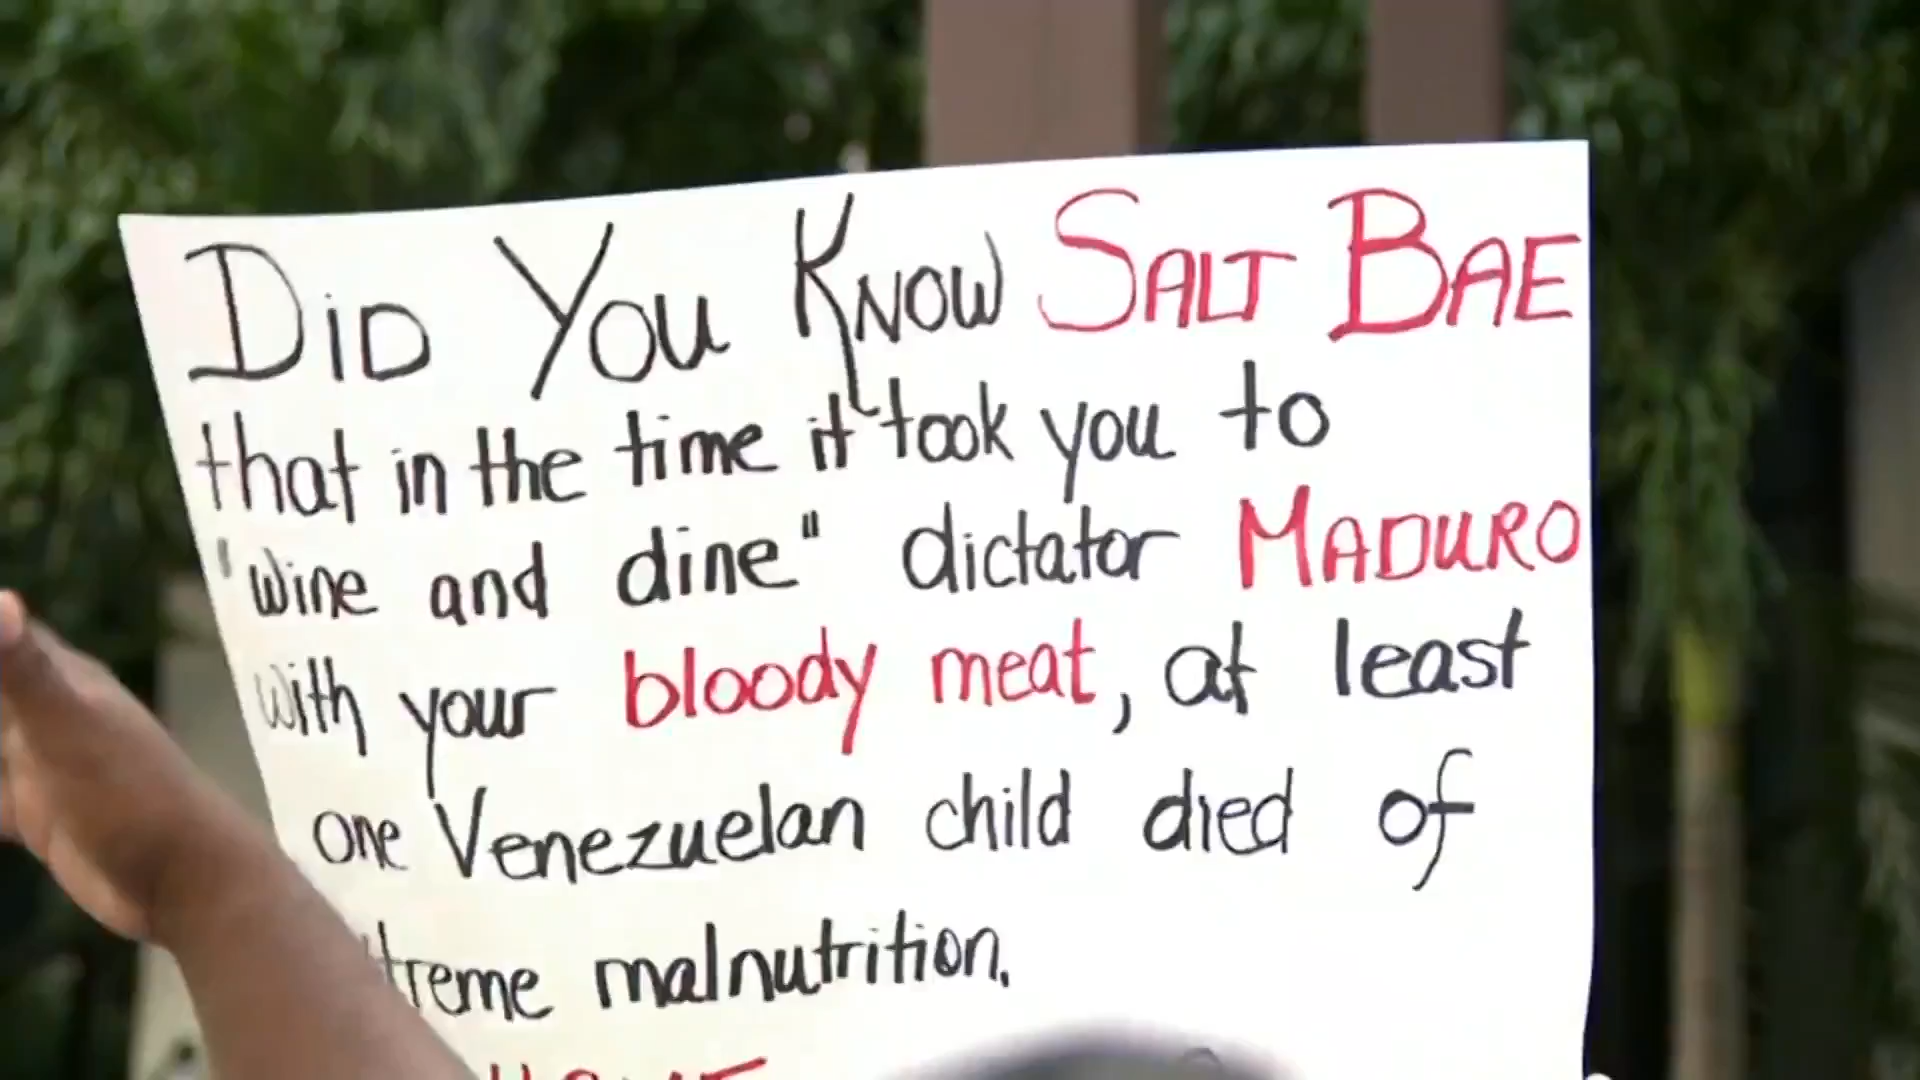 DiD YOU KNOW SALT BAE
that in the time it took you to
"wine and dine" dictator MADURO
with your bloody meat, at least
one Venezuelan child died of
treme malnutrition.